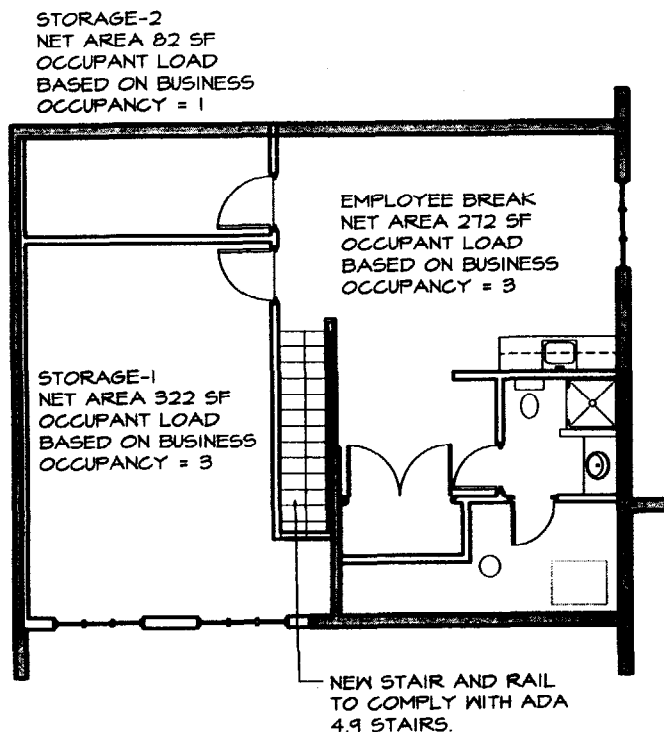 STORAGE-2
NET AREA 82 SF
OCCUPANT LOAD
BASED ON BUSINESS
OCCUPANCY = 1
EMPLOYEE BREAK
NET AREA 272 SF
OCCUPANT LOAD
BASED ON BUSINESS
OCCUPANCY = 3
STORAGE-1
NET AREA 322 SF
OCCUPANT LOAD
BASED ON BUSINESS
OCCUPANCY = 3
NEW STAIR AND RAIL
TO COMPLY WITH ADA
4.9 STAIRS.